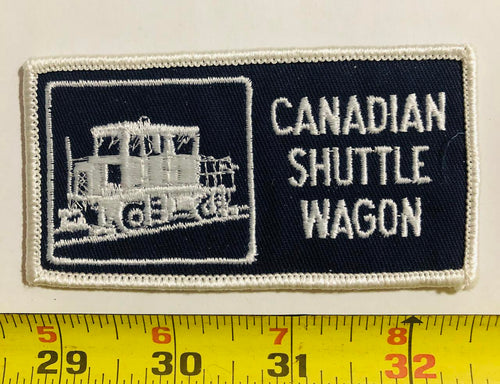 CANADIAN
SHUTTLE
WAGON
5 6 7 8
29 30 31 32